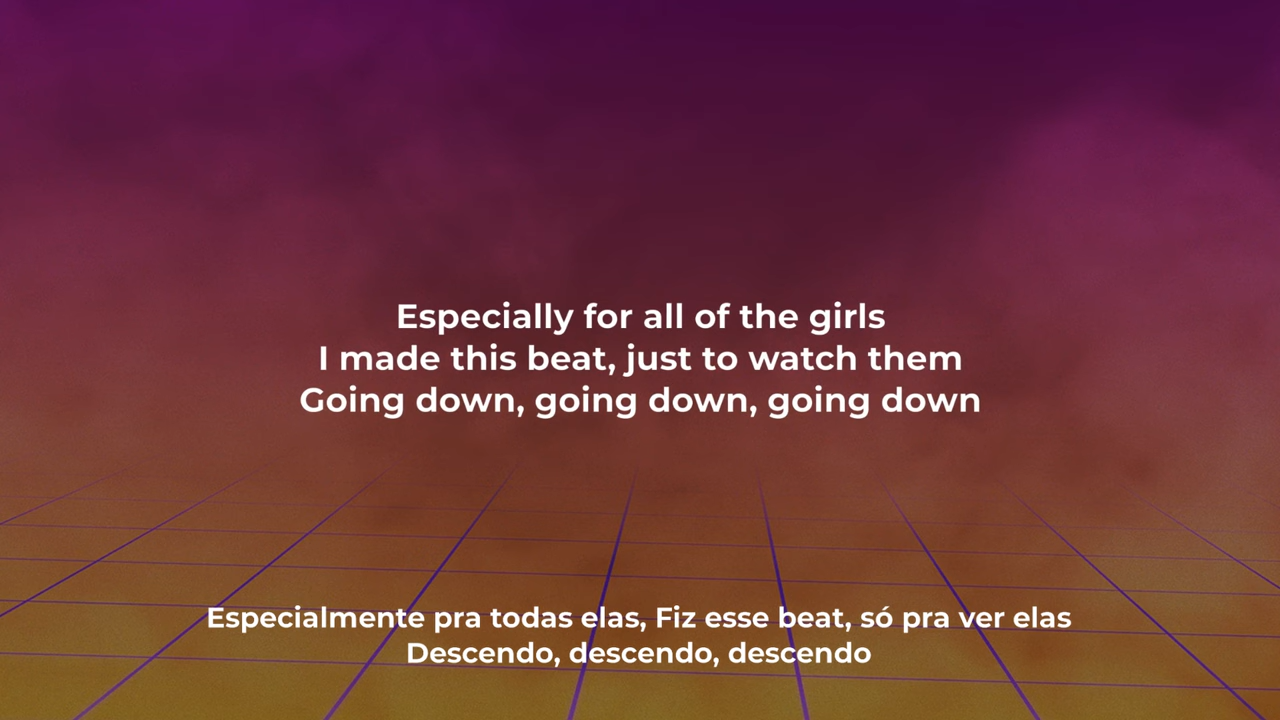 Especially for all of the girls
I made this beat, just to watch them
Going down, going down, going down
Especialmente pra todas elas, Fiz esse beat, só pra ver elas
Descendo, descendo, descendo